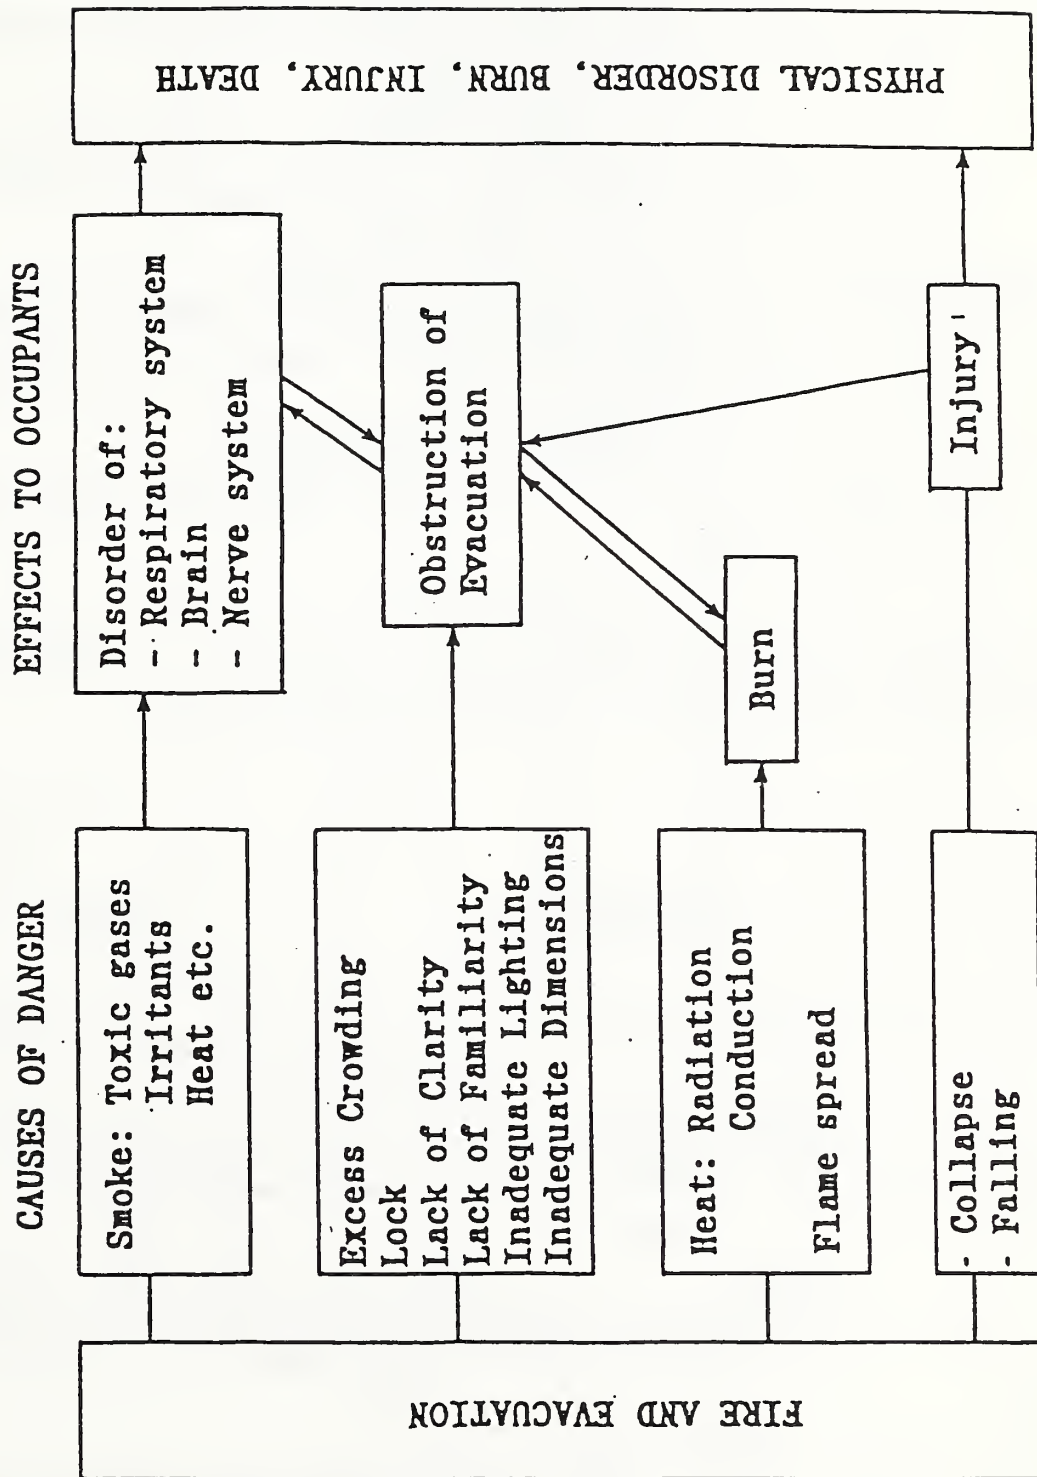 CAUSES OF DANGER
EFFECTS TO OCCUPANTS
FIRE AND EVACUATION
Smoke: Toxic gases
Irritants
Heat etc.
Excess Crowding
Lock
Lack of Clarity
Lack of Familiarity
Inadequate Lighting
Inadequate Dimensions
Heat: Radiation
Conduction
Flame spread
- Collapse
- Falling
Disorder of:
- Respiratory system
- Brain
- Nerve system
Obstruction of
Evacuation
Burn
Injury
PHYSICAL DISORDER, BURN, INJURY, DEATH